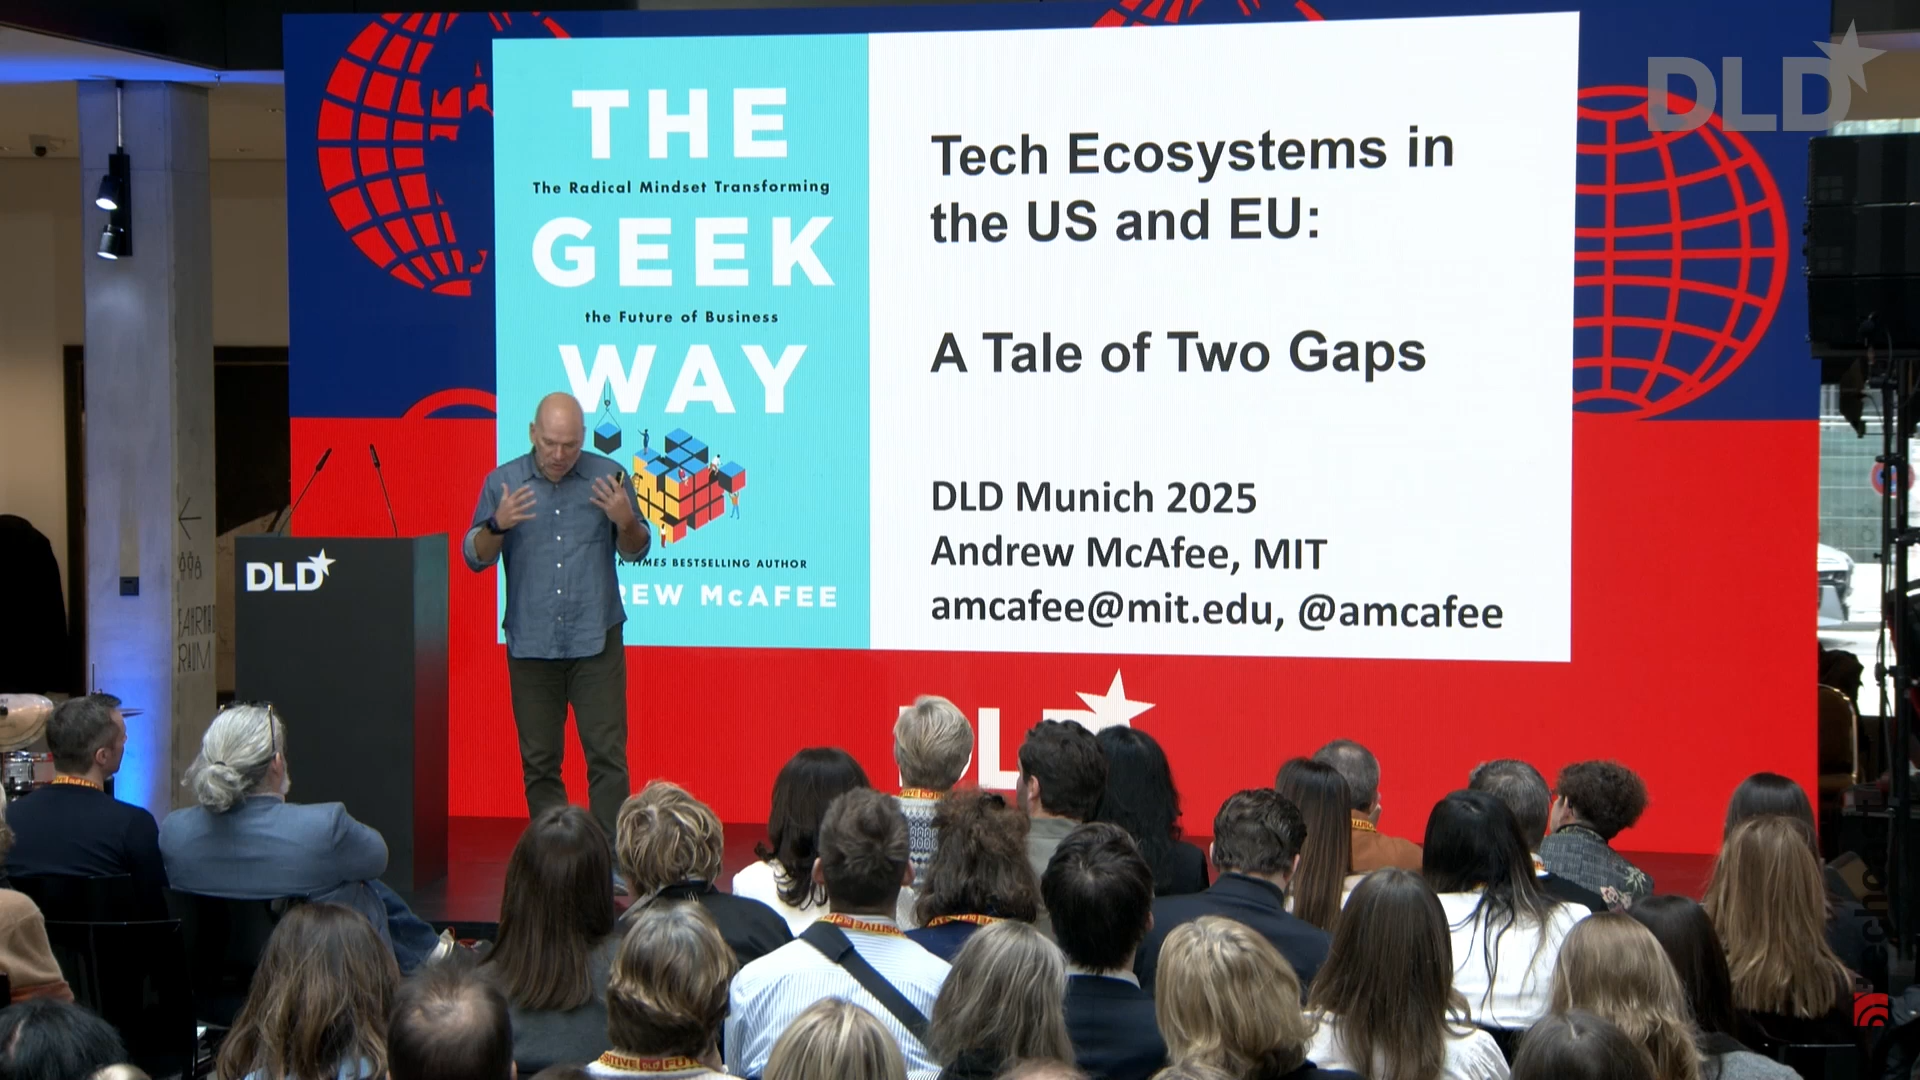 DLD
THE
The Radical Mindset Transforming
GEEK
the Future of Business
WAY
TIMES BESTSELLING AUTHOR
McAFEE
Tech Ecosystems in
the US and EU:
A Tale of Two Gaps
DLD Munich 2025
Andrew McAfee, MIT
amcafee@mit.edu, @amcafee
DLD